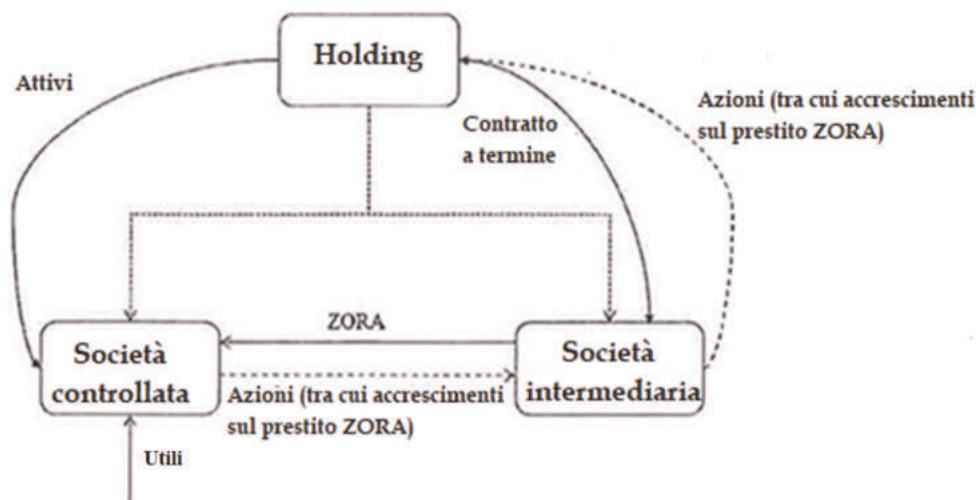 Holding
Attivi
Azioni (tra cui accrescimenti
sul prestito ZORA)
Contratto
a termine
ZORA
Società
controllata
Società
intermediaria
Azioni (tra cui accrescimenti
sul prestito ZORA)
Utili